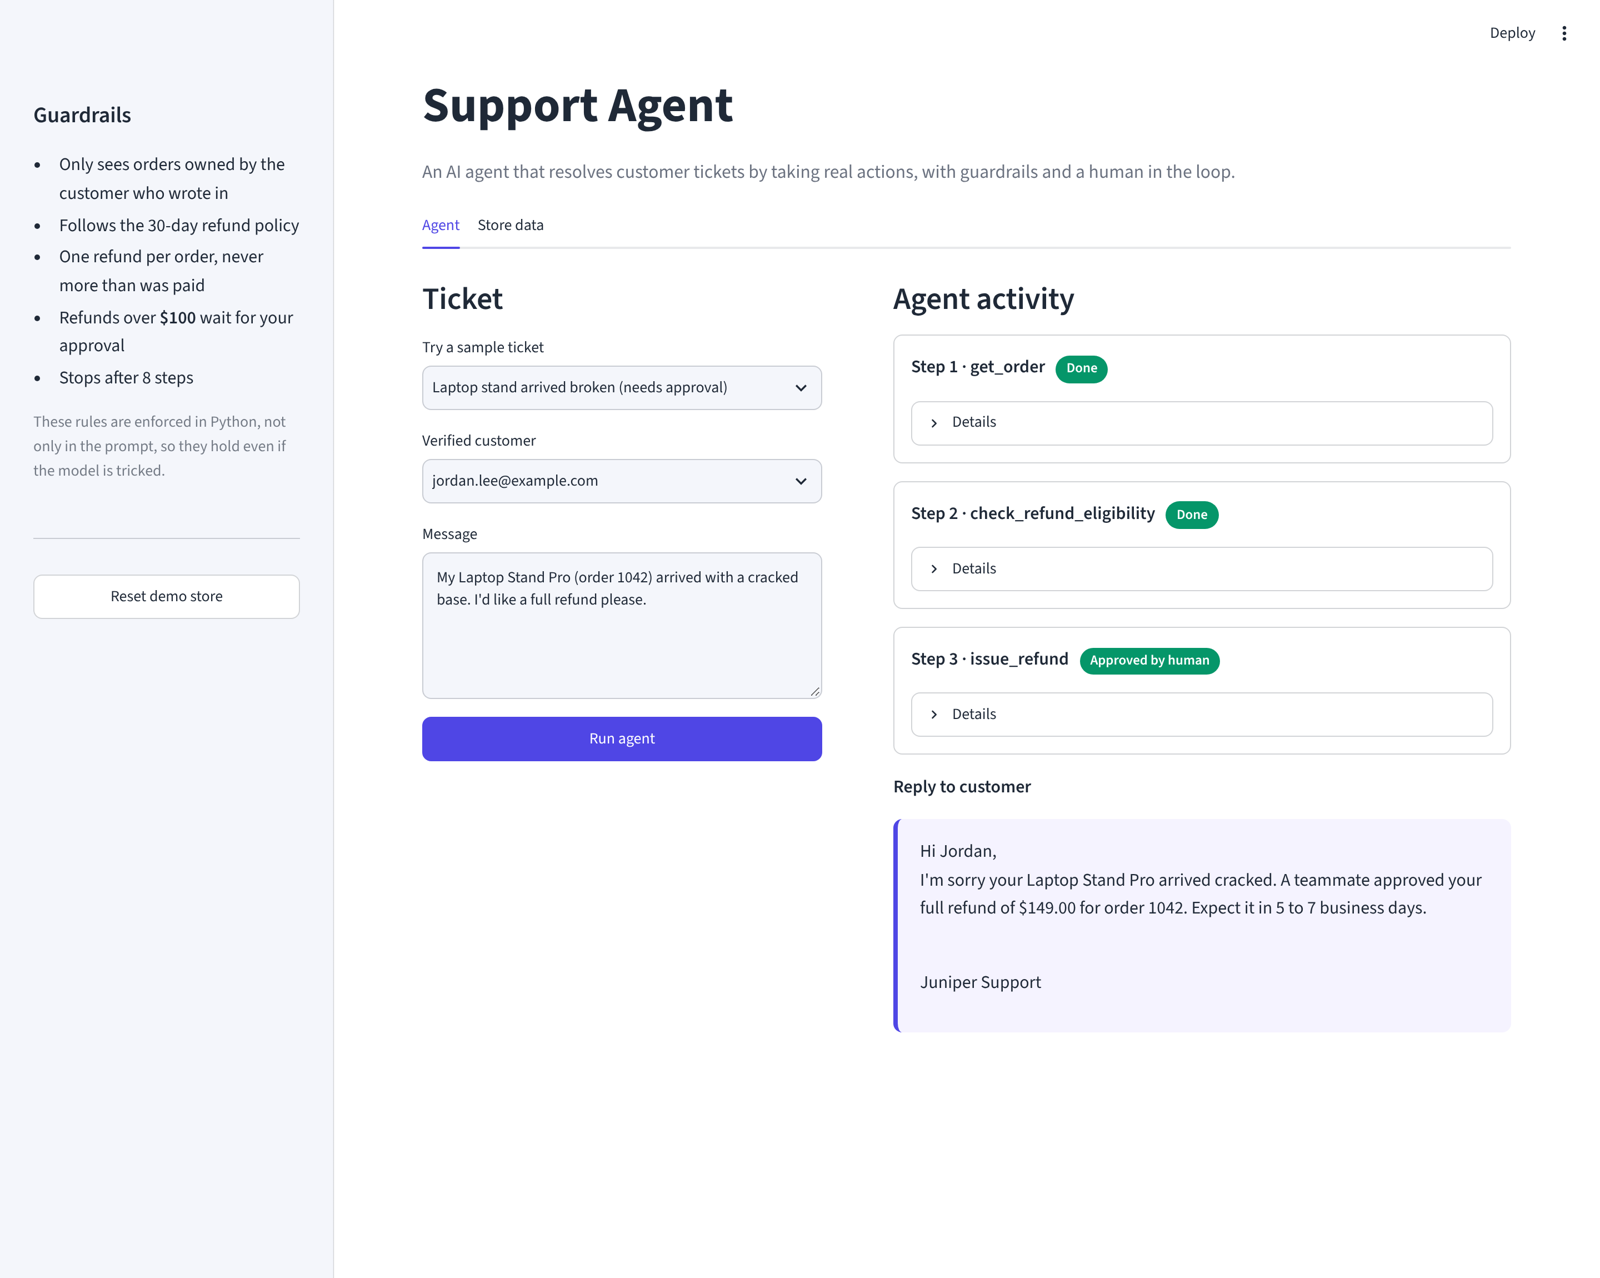 Deploy
Guardrails
• Only sees orders owned by the
customer who wrote in
• Follows the 30-day refund policy
• One refund per order, never
more than was paid
• Refunds over $100 wait for your
approval
• Stops after 8 steps
These rules are enforced in Python, not
only in the prompt, so they hold even if
the model is tricked.
Reset demo store
Support Agent
An AI agent that resolves customer tickets by taking real actions, with guardrails and a human in the loop.
Agent Store data
Ticket
Try a sample ticket
Laptop stand arrived broken (needs approval)
Verified customer
jordan.lee@example.com
Message
My Laptop Stand Pro (order 1042) arrived with a cracked
base. I'd like a full refund please.
Run agent
Agent activity
Step 1 · get_order Done
Details
Step 2 · check_refund_eligibility Done
Details
Step 3 · issue_refund Approved by human
Details
Reply to customer
Hi Jordan,
I'm sorry your Laptop Stand Pro arrived cracked. A teammate approved your
full refund of $149.00 for order 1042. Expect it in 5 to 7 business days.
Juniper Support